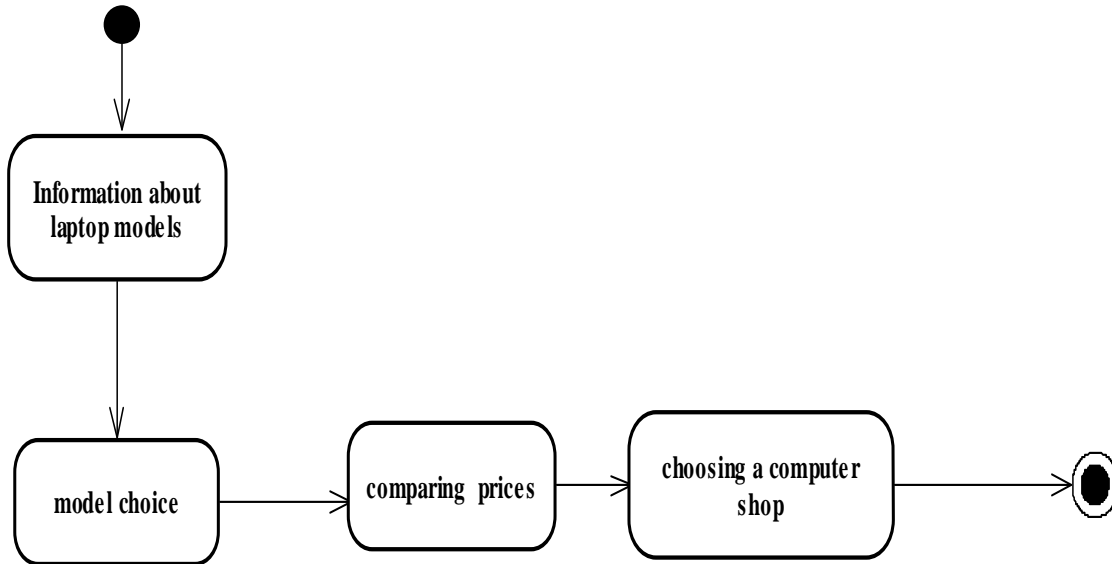 Information about
laptop models
model choice
comparing prices
choosing a computer
shop